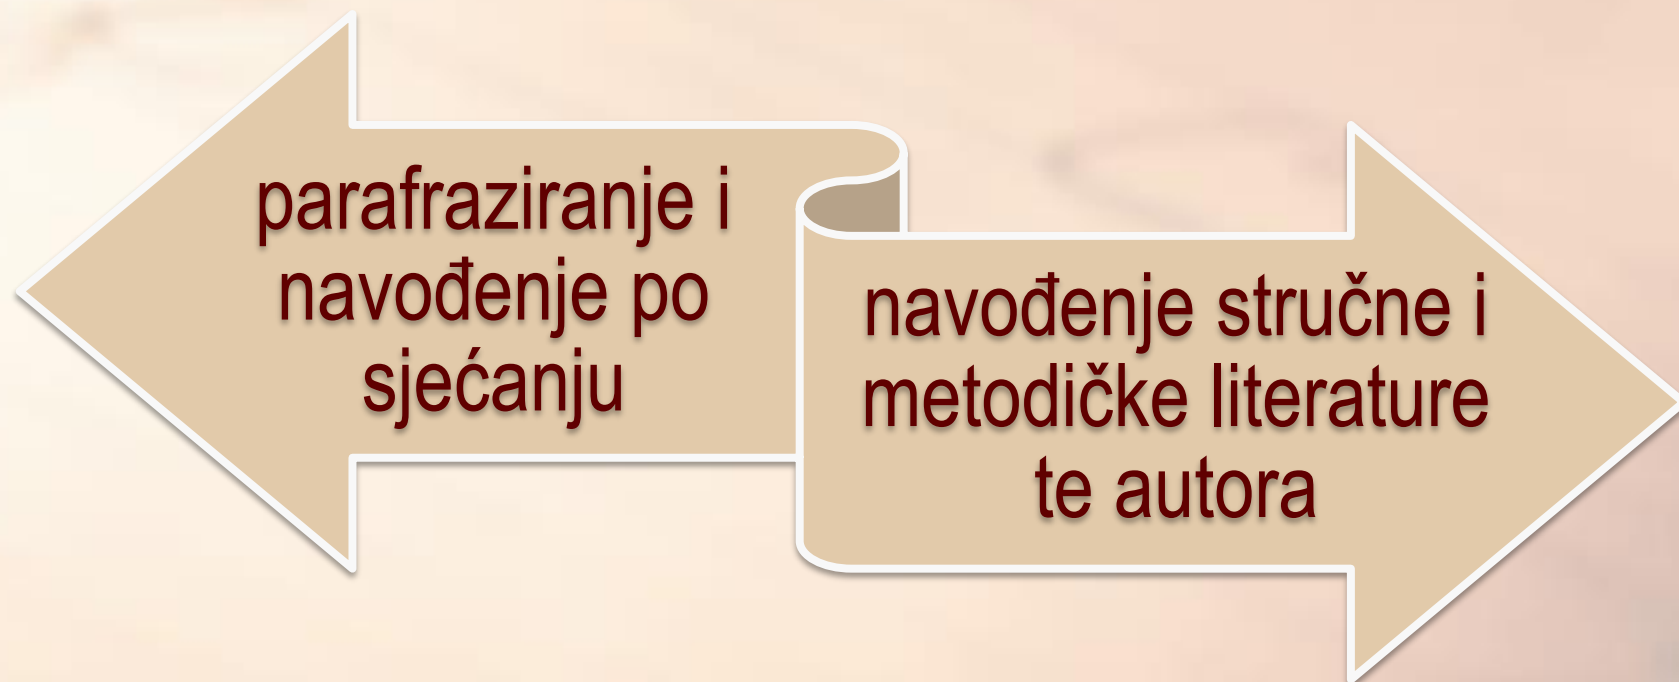 parafraziranje i
navođenje po
sjećanju
navođenje stručne i
metodičke literature
te autora